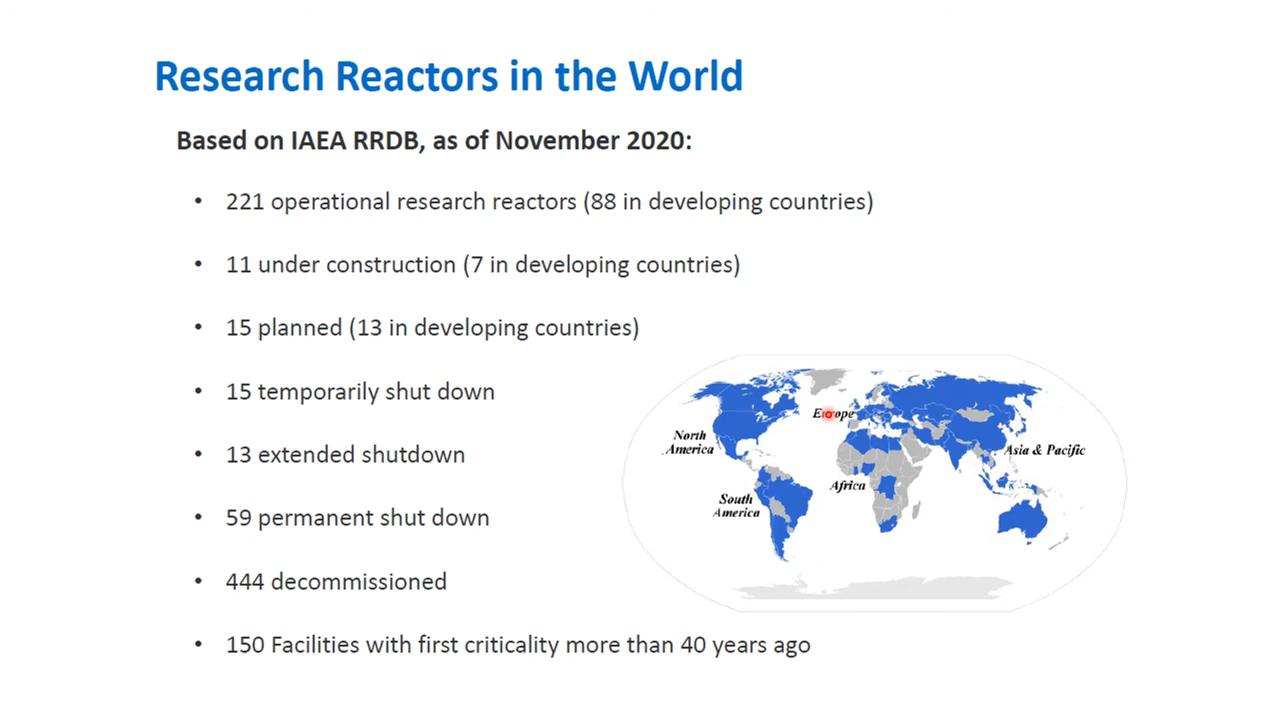 Research Reactors in the World
Based on IAEA RRDB, as of November 2020:
• 221 operational research reactors (88 in developing countries)
• 11 under construction (7 in developing countries)
• 15 planned (13 in developing countries)
• 15 temporarily shut down
• 13 extended shutdown
• 59 permanent shut down
• 444 decommissioned
• 150 Facilities with first criticality more than 40 years ago
Europe
North
America
Asia & Pacific
Africa
South
America